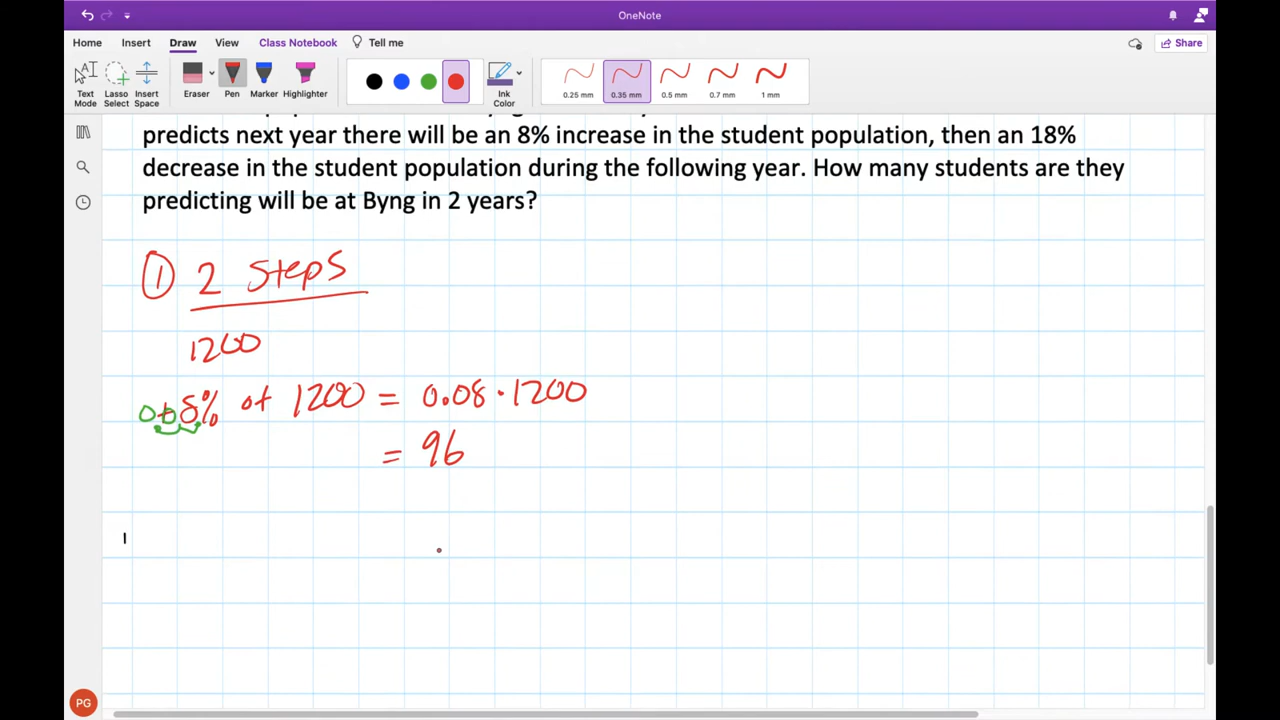 OneNote
Home Insert Draw View Class Notebook Tell me
Share
Text Mode
Lasso Select
Insert Space
Eraser
Pen
Marker
Highlighter
Ink Color
0.25 mm
0.35 mm
0.5 mm
0.7 mm
1 mm
predicts next year there will be an 8% increase in the student population, then an 18%
decrease in the student population during the following year. How many students are they
predicting will be at Byng in 2 years?
① 2 Steps
1200
8% of 1200 = 0.08 · 1200
= 96
PG